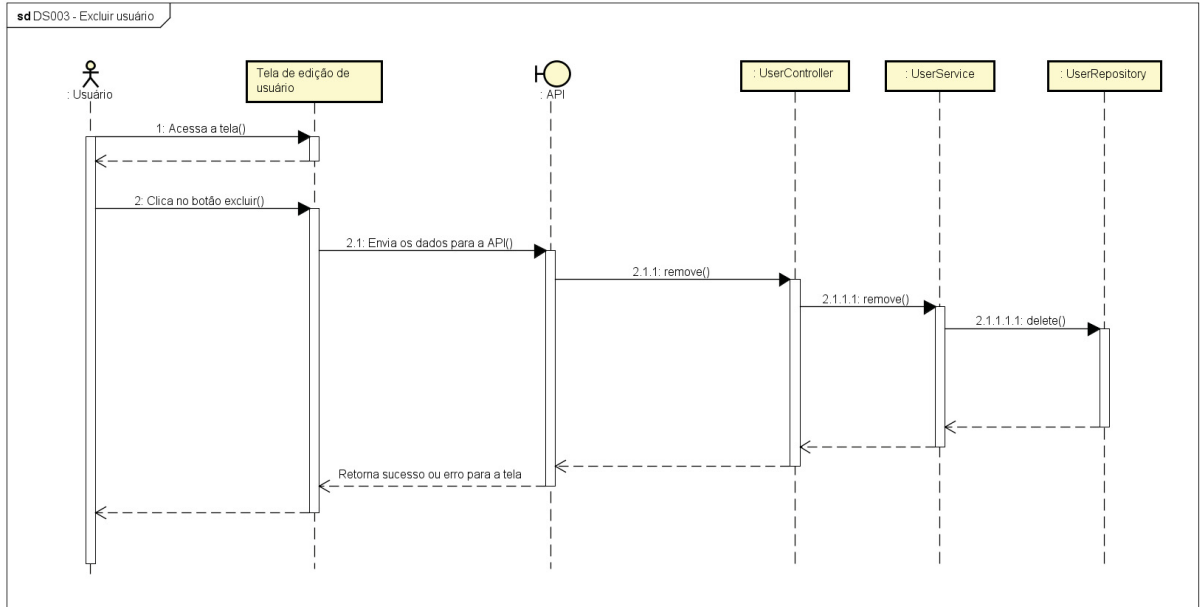 sd DS003 - Excluir usuário
: Usuário
Tela de edição de
usuário
: API
: UserController
: UserService
: UserRepository
1: Acessa a tela()
2: Clica no botão excluir()
2.1: Envia os dados para a API()
2.1.1: remove()
2.1.1.1: remove()
2.1.1.1.1: delete()
Retorna sucesso ou erro para a tela